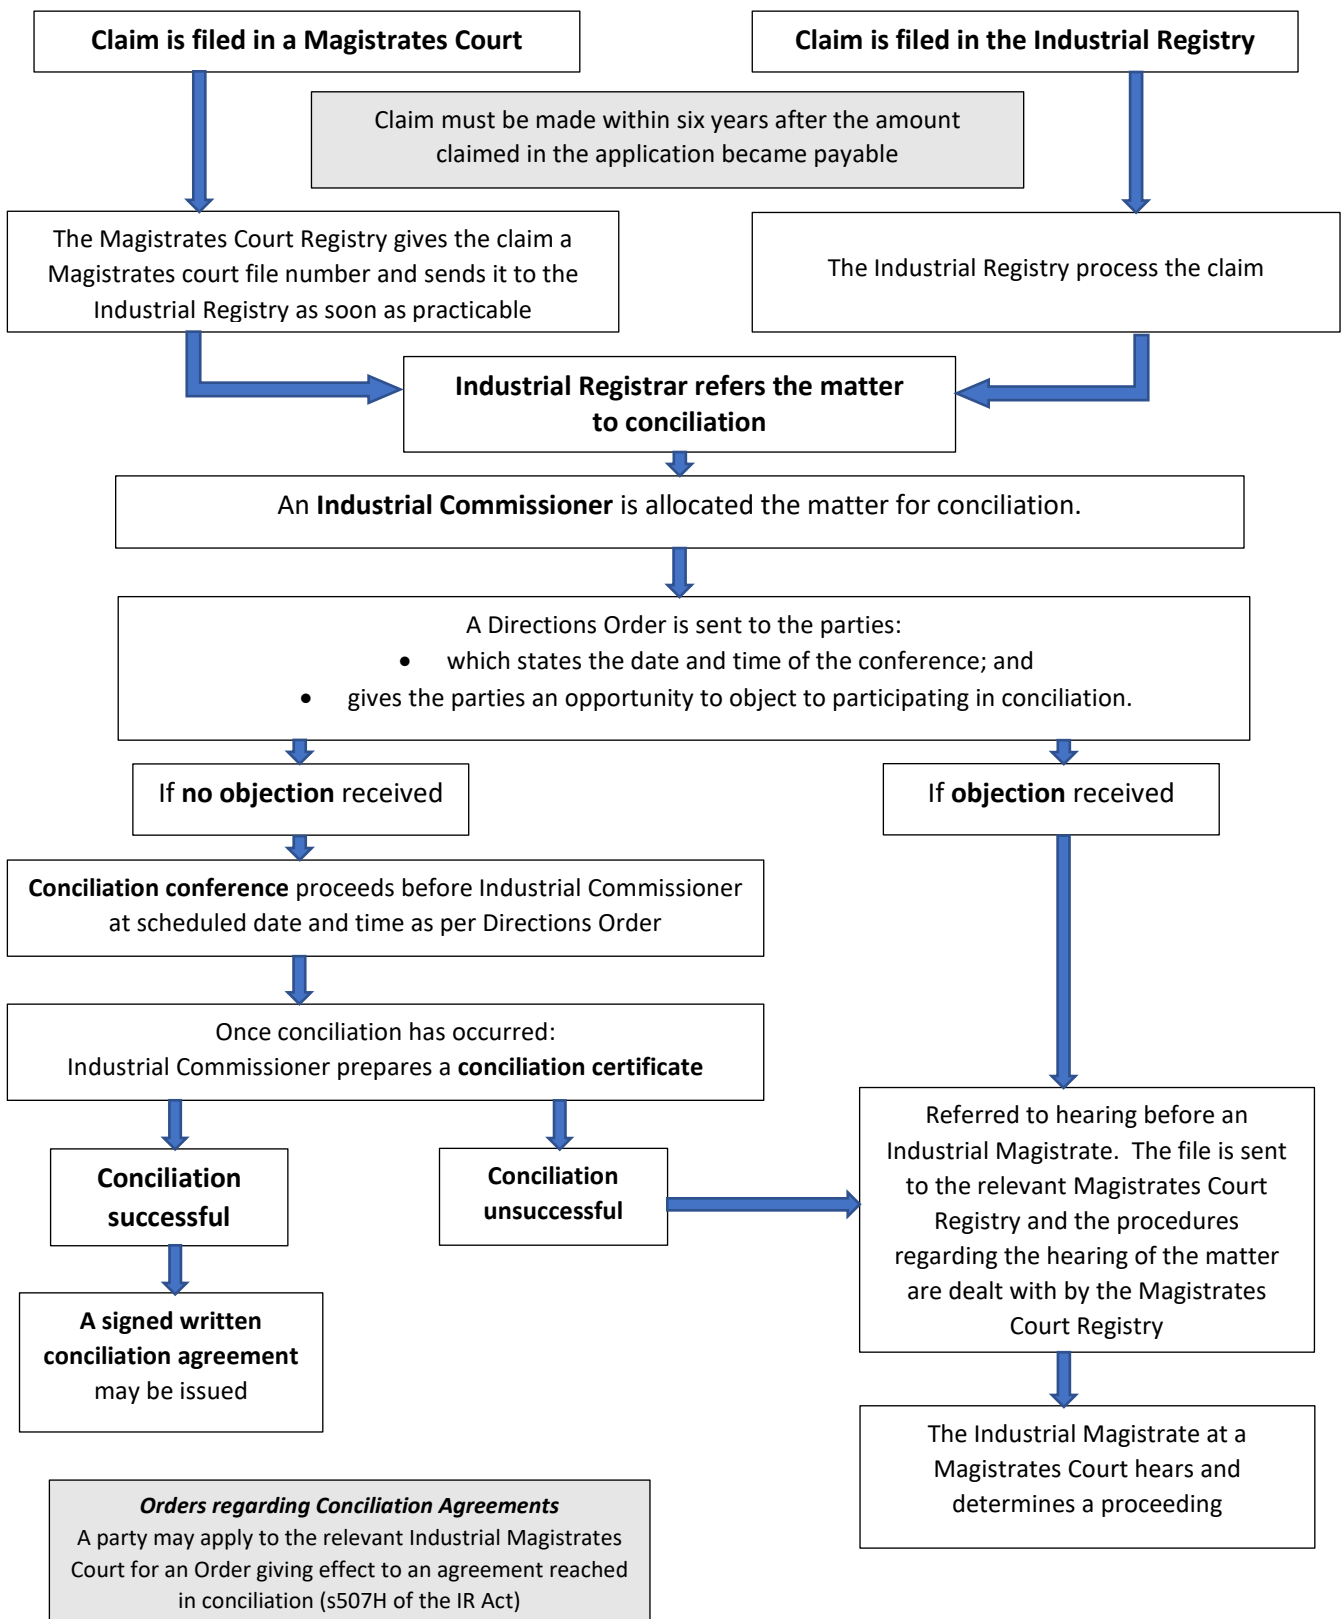 Claim is filed in a Magistrates Court
Claim is filed in the Industrial Registry
Claim must be made within six years after the amount
claimed in the application became payable
The Magistrates Court Registry gives the claim a
Magistrates court file number and sends it to the
Industrial Registry as soon as practicable
The Industrial Registry process the claim
Industrial Registrar refers the matter
to conciliation
An Industrial Commissioner is allocated the matter for conciliation.
A Directions Order is sent to the parties:
• which states the date and time of the conference; and
• gives the parties an opportunity to object to participating in conciliation.
If no objection received
If objection received
Conciliation conference proceeds before Industrial Commissioner
at scheduled date and time as per Directions Order
Once conciliation has occurred:
Industrial Commissioner prepares a conciliation certificate
Conciliation
successful
Conciliation
unsuccessful
Referred to hearing before an
Industrial Magistrate.  The file is sent
to the relevant Magistrates Court
Registry and the procedures
regarding the hearing of the matter
are dealt with by the Magistrates
Court Registry
A signed written
conciliation agreement
may be issued
The Industrial Magistrate at a
Magistrates Court hears and
determines a proceeding
Orders regarding Conciliation Agreements
A party may apply to the relevant Industrial Magistrates
Court for an Order giving effect to an agreement reached
in conciliation (s507H of the IR Act)